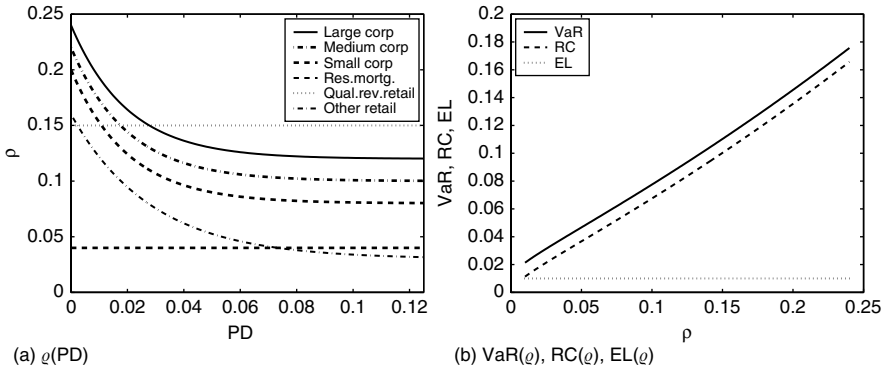 0.25
0.2
0.15
0.1
0.05
0
ρ
0 0.02 0.04 0.06 0.08 0.1 0.12
PD
Large corp
Medium corp
Small corp
Res.mortg.
Qual.rev.retail
Other retail
(a) ϱ(PD)
0.2
0.18
0.16
0.14
0.12
0.1
0.08
0.06
0.04
0.02
0
VaR, RC, EL
VaR
RC
EL
0 0.05 0.1 0.15 0.2 0.25
ρ
(b) VaR(ϱ), RC(ϱ), EL(ϱ)